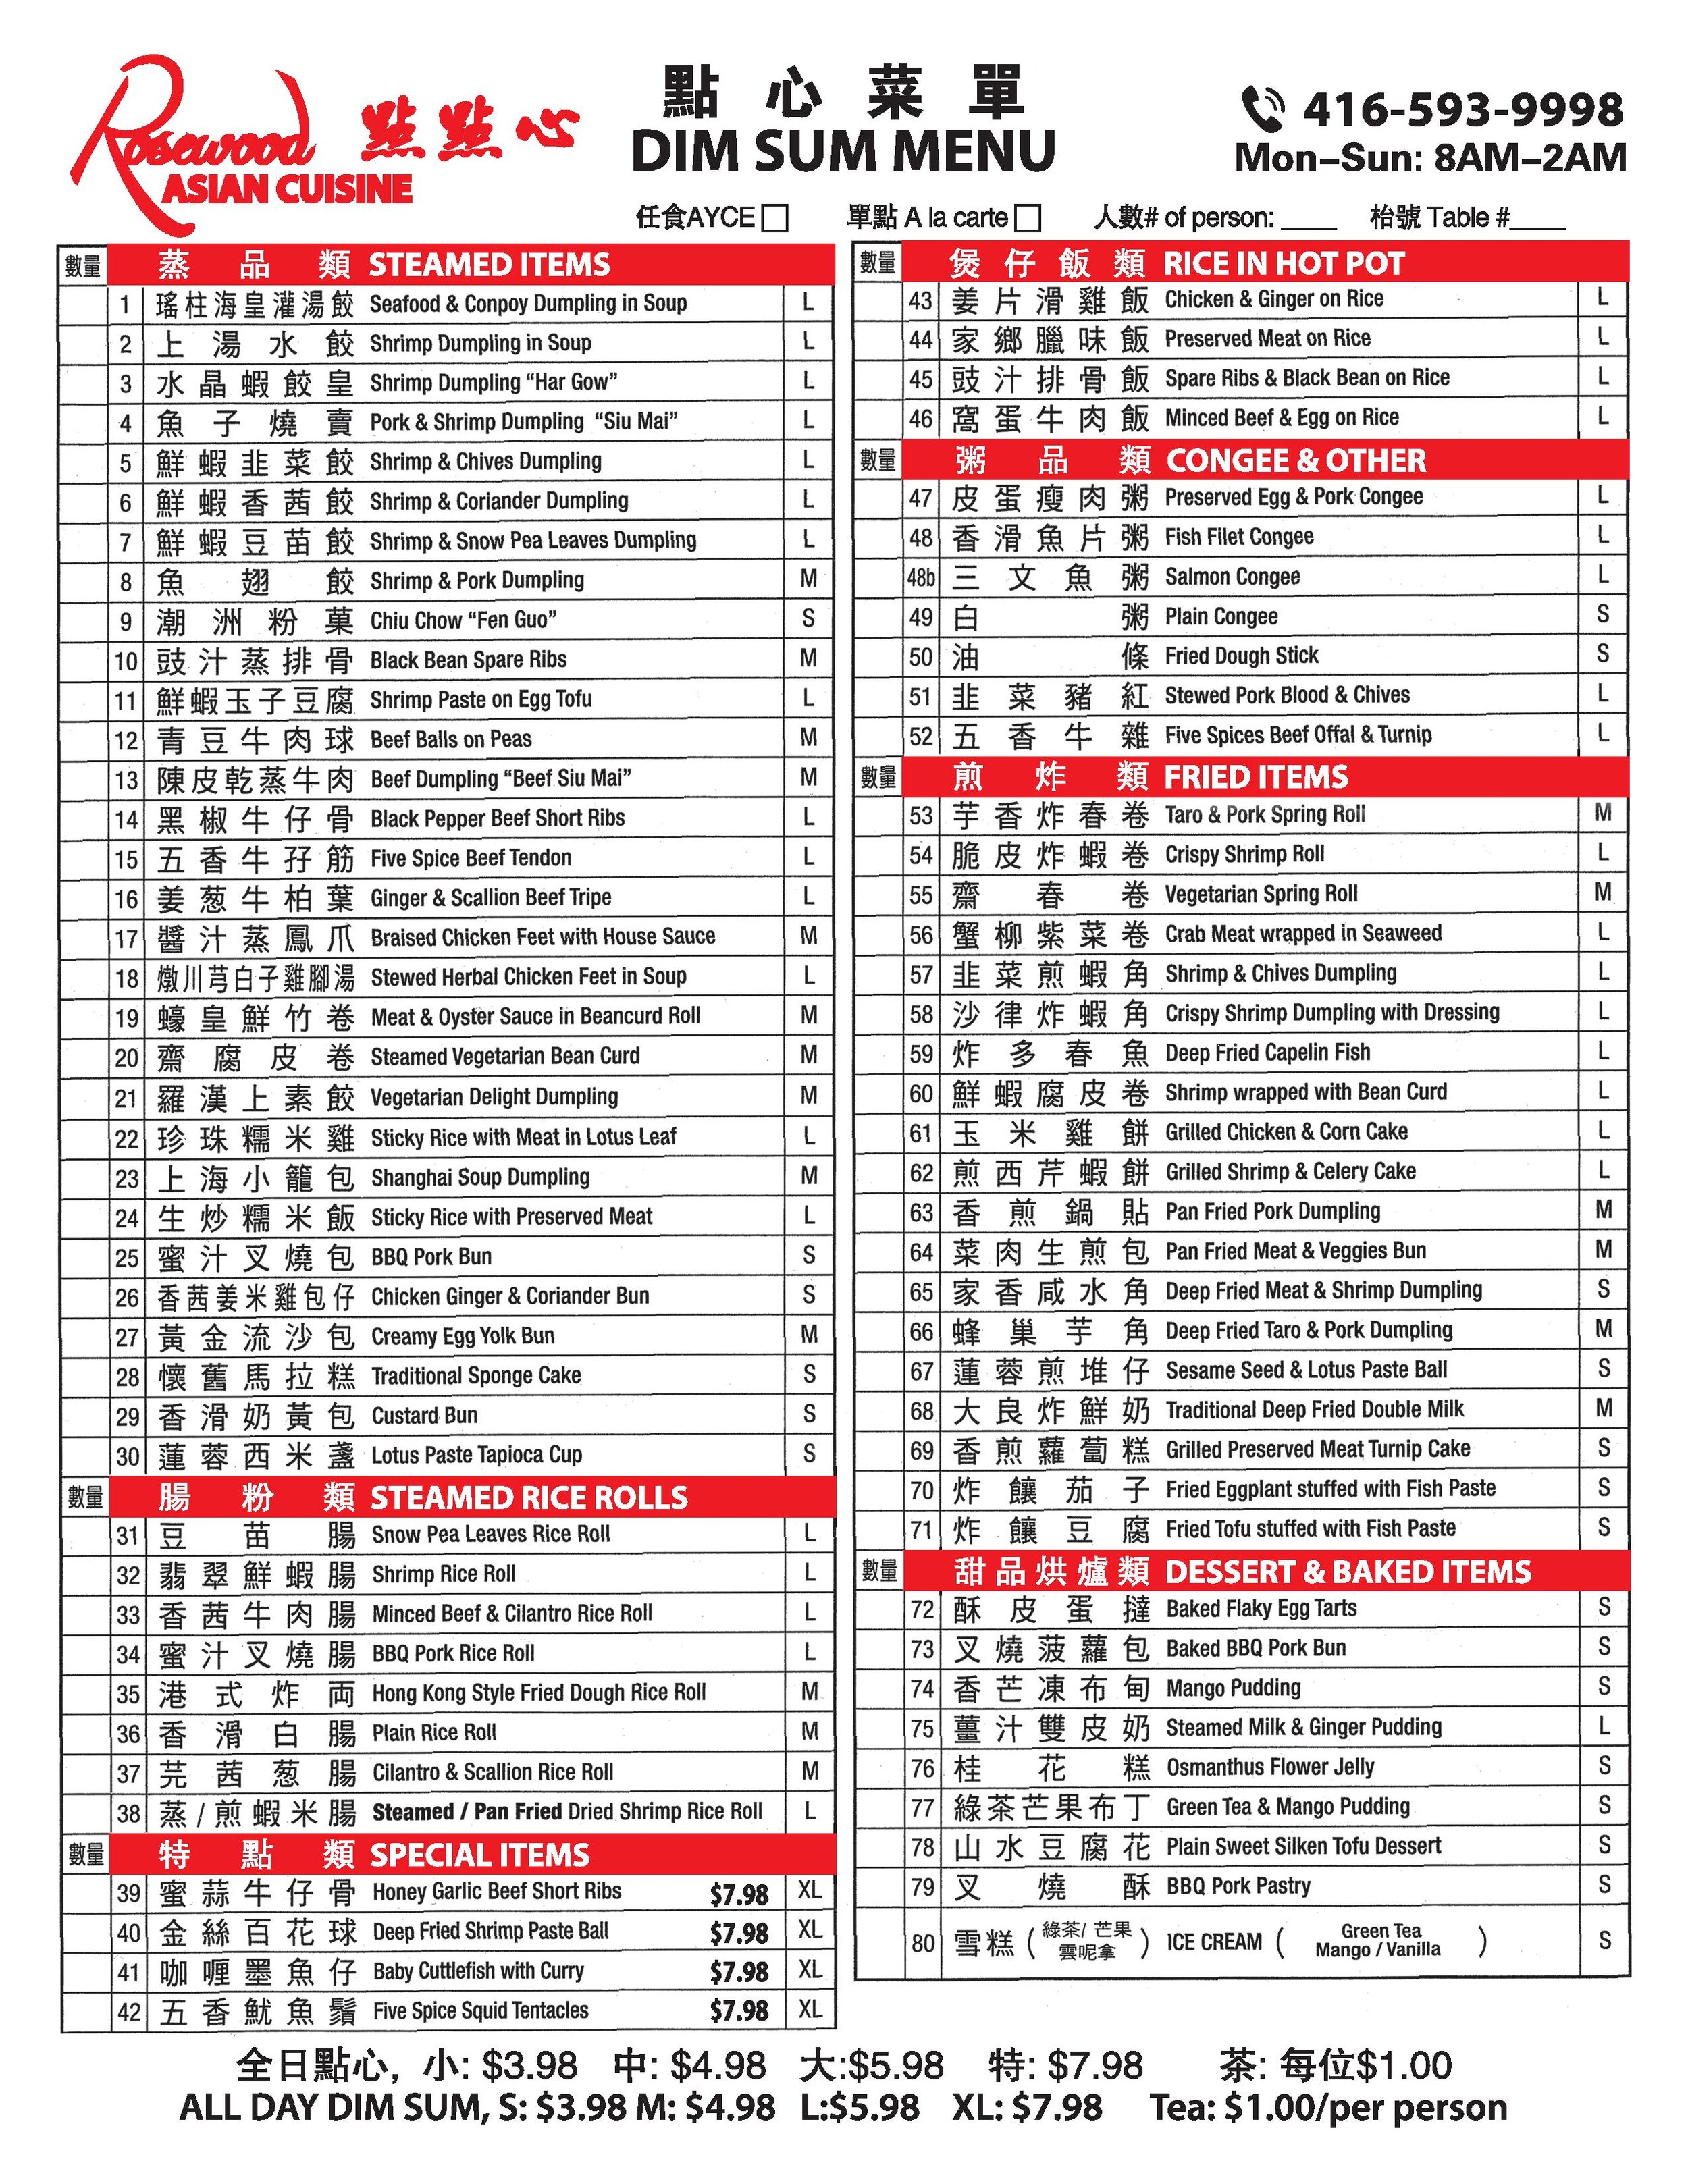 Rosewood 點點心
ASIAN CUISINE
點心菜單
DIM SUM MENU
416-593-9998
Mon–Sun: 8AM–2AM
任食AYCE 單點 A la carte 人數# of person: ____ 枱號 Table #____
數量 蒸品類 STEAMED ITEMS
1 瑤柱海皇灌湯餃 Seafood & Conpoy Dumpling in Soup L
2 上湯水餃 Shrimp Dumpling in Soup L
3 水晶蝦餃皇 Shrimp Dumpling “Har Gow” L
4 魚子燒賣 Pork & Shrimp Dumpling “Siu Mai” L
5 鮮蝦韭菜餃 Shrimp & Chives Dumpling L
6 鮮蝦香茜餃 Shrimp & Coriander Dumpling L
7 鮮蝦豆苗餃 Shrimp & Snow Pea Leaves Dumpling L
8 魚翅餃 Shrimp & Pork Dumpling M
9 潮洲粉菓 Chiu Chow “Fen Guo” S
10 豉汁蒸排骨 Black Bean Spare Ribs M
11 鮮蝦玉子豆腐 Shrimp Paste on Egg Tofu L
12 青豆牛肉球 Beef Balls on Peas M
13 陳皮乾蒸牛肉 Beef Dumpling “Beef Siu Mai” M
14 黑椒牛仔骨 Black Pepper Beef Short Ribs L
15 五香牛孖筋 Five Spice Beef Tendon L
16 姜葱牛柏葉 Ginger & Scallion Beef Tripe L
17 醬汁蒸鳳爪 Braised Chicken Feet with House Sauce M
18 燉川芎白子雞腳湯 Stewed Herbal Chicken Feet in Soup L
19 蠔皇鮮竹卷 Meat & Oyster Sauce in Beancurd Roll M
20 齋腐皮卷 Steamed Vegetarian Bean Curd M
21 羅漢上素餃 Vegetarian Delight Dumpling M
22 珍珠糯米雞 Sticky Rice with Meat in Lotus Leaf L
23 上海小籠包 Shanghai Soup Dumpling M
24 生炒糯米飯 Sticky Rice with Preserved Meat L
25 蜜汁叉燒包 BBQ Pork Bun S
26 香茜姜米雞包仔 Chicken Ginger & Coriander Bun S
27 黃金流沙包 Creamy Egg Yolk Bun M
28 懷舊馬拉糕 Traditional Sponge Cake S
29 香滑奶黃包 Custard Bun S
30 蓮蓉西米盞 Lotus Paste Tapioca Cup S
數量 腸粉類 STEAMED RICE ROLLS
31 豆苗腸 Snow Pea Leaves Rice Roll L
32 翡翠鮮蝦腸 Shrimp Rice Roll L
33 香茜牛肉腸 Minced Beef & Cilantro Rice Roll L
34 蜜汁叉燒腸 BBQ Pork Rice Roll L
35 港式炸両 Hong Kong Style Fried Dough Rice Roll M
36 香滑白腸 Plain Rice Roll M
37 芫茜葱腸 Cilantro & Scallion Rice Roll M
38 蒸/煎蝦米腸 Steamed / Pan Fried Dried Shrimp Rice Roll L
數量 特點類 SPECIAL ITEMS
39 蜜蒜牛仔骨 Honey Garlic Beef Short Ribs $7.98 XL
40 金絲百花球 Deep Fried Shrimp Paste Ball $7.98 XL
41 咖喱墨魚仔 Baby Cuttlefish with Curry $7.98 XL
42 五香魷魚鬚 Five Spice Squid Tentacles $7.98 XL
數量 煲仔飯類 RICE IN HOT POT
43 姜片滑雞飯 Chicken & Ginger on Rice L
44 家鄉臘味飯 Preserved Meat on Rice L
45 豉汁排骨飯 Spare Ribs & Black Bean on Rice L
46 窩蛋牛肉飯 Minced Beef & Egg on Rice L
數量 粥品類 CONGEE & OTHER
47 皮蛋瘦肉粥 Preserved Egg & Pork Congee L
48 香滑魚片粥 Fish Filet Congee L
48b 三文魚粥 Salmon Congee L
49 白粥 Plain Congee S
50 油條 Fried Dough Stick S
51 韭菜豬紅 Stewed Pork Blood & Chives L
52 五香牛雜 Five Spices Beef Offal & Turnip L
數量 煎炸類 FRIED ITEMS
53 芋香炸春卷 Taro & Pork Spring Roll M
54 脆皮炸蝦卷 Crispy Shrimp Roll L
55 齋春卷 Vegetarian Spring Roll M
56 蟹柳紫菜卷 Crab Meat wrapped in Seaweed L
57 韭菜煎蝦角 Shrimp & Chives Dumpling L
58 沙律炸蝦角 Crispy Shrimp Dumpling with Dressing L
59 炸多春魚 Deep Fried Capelin Fish L
60 鮮蝦腐皮卷 Shrimp wrapped with Bean Curd L
61 玉米雞餅 Grilled Chicken & Corn Cake L
62 煎西芹蝦餅 Grilled Shrimp & Celery Cake L
63 香煎鍋貼 Pan Fried Pork Dumpling M
64 菜肉生煎包 Pan Fried Meat & Veggies Bun M
65 家香咸水角 Deep Fried Meat & Shrimp Dumpling S
66 蜂巢芋角 Deep Fried Taro & Pork Dumpling M
67 蓮蓉煎堆仔 Sesame Seed & Lotus Paste Ball S
68 大良炸鮮奶 Traditional Deep Fried Double Milk M
69 香煎蘿蔔糕 Grilled Preserved Meat Turnip Cake S
70 炸釀茄子 Fried Eggplant stuffed with Fish Paste S
71 炸釀豆腐 Fried Tofu stuffed with Fish Paste S
數量 甜品烘爐類 DESSERT & BAKED ITEMS
72 酥皮蛋撻 Baked Flaky Egg Tarts S
73 叉燒菠蘿包 Baked BBQ Pork Bun S
74 香芒凍布甸 Mango Pudding S
75 薑汁雙皮奶 Steamed Milk & Ginger Pudding L
76 桂花糕 Osmanthus Flower Jelly S
77 綠茶芒果布丁 Green Tea & Mango Pudding S
78 山水豆腐花 Plain Sweet Silken Tofu Dessert S
79 叉燒酥 BBQ Pork Pastry S
80 雪糕 (綠茶/芒果 雲呢拿) ICE CREAM (Green Tea Mango / Vanilla) S
全日點心, 小: $3.98 中: $4.98 大:$5.98 特: $7.98 茶: 每位$1.00
ALL DAY DIM SUM, S: $3.98 M: $4.98 L:$5.98 XL: $7.98 Tea: $1.00/per person